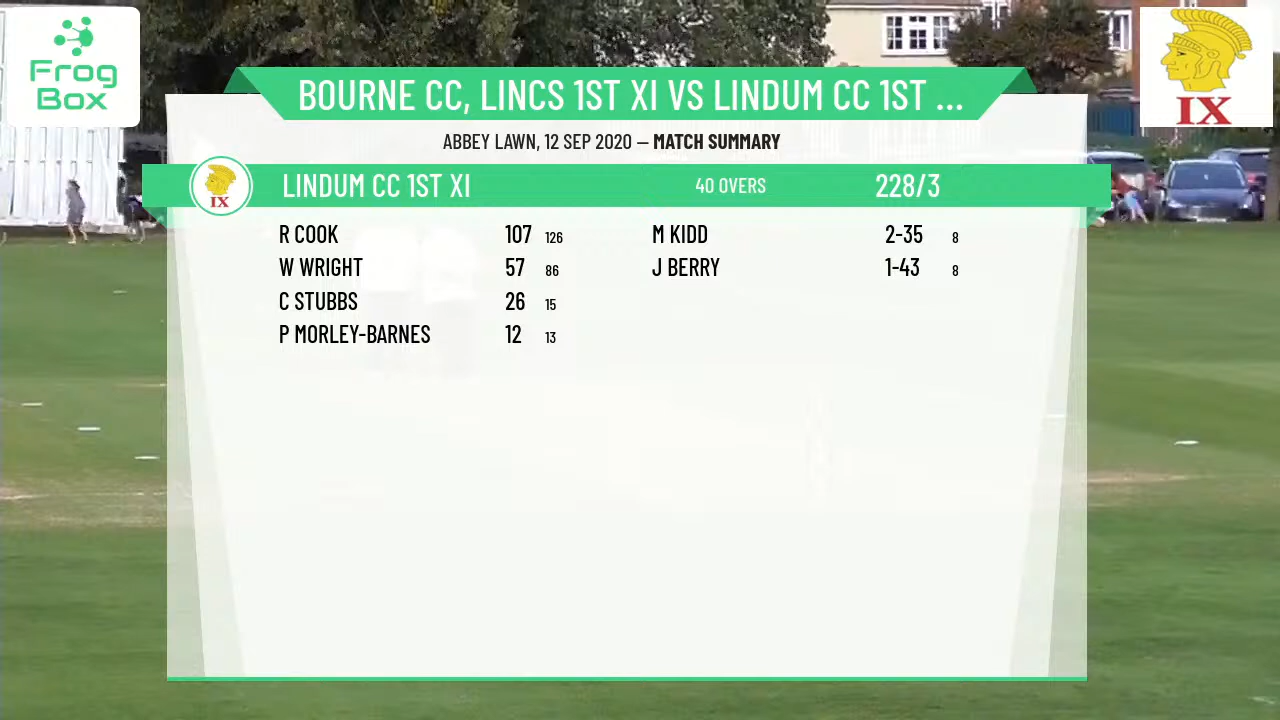 Frog
Box
IX
BOURNE CC, LINCS 1ST XI VS LINDUM CC 1ST ...
ABBEY LAWN, 12 SEP 2020 – MATCH SUMMARY
IX
LINDUM CC 1ST XI 40 OVERS 228/3
R COOK 107 126 M KIDD 2-35 8
W WRIGHT 57 86 J BERRY 1-43 8
C STUBBS 26 15
P MORLEY-BARNES 12 13